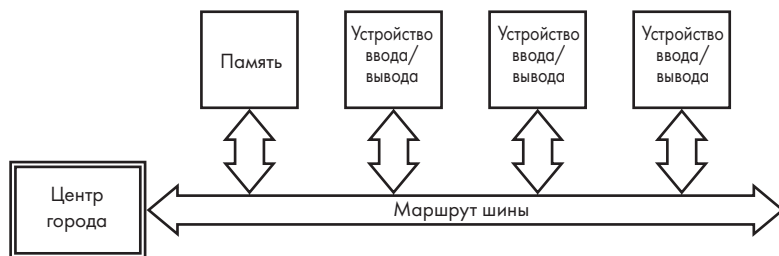 Память
Устройство
ввода/
вывода
Устройство
ввода/
вывода
Устройство
ввода/
вывода
Центр
города
Маршрут шины